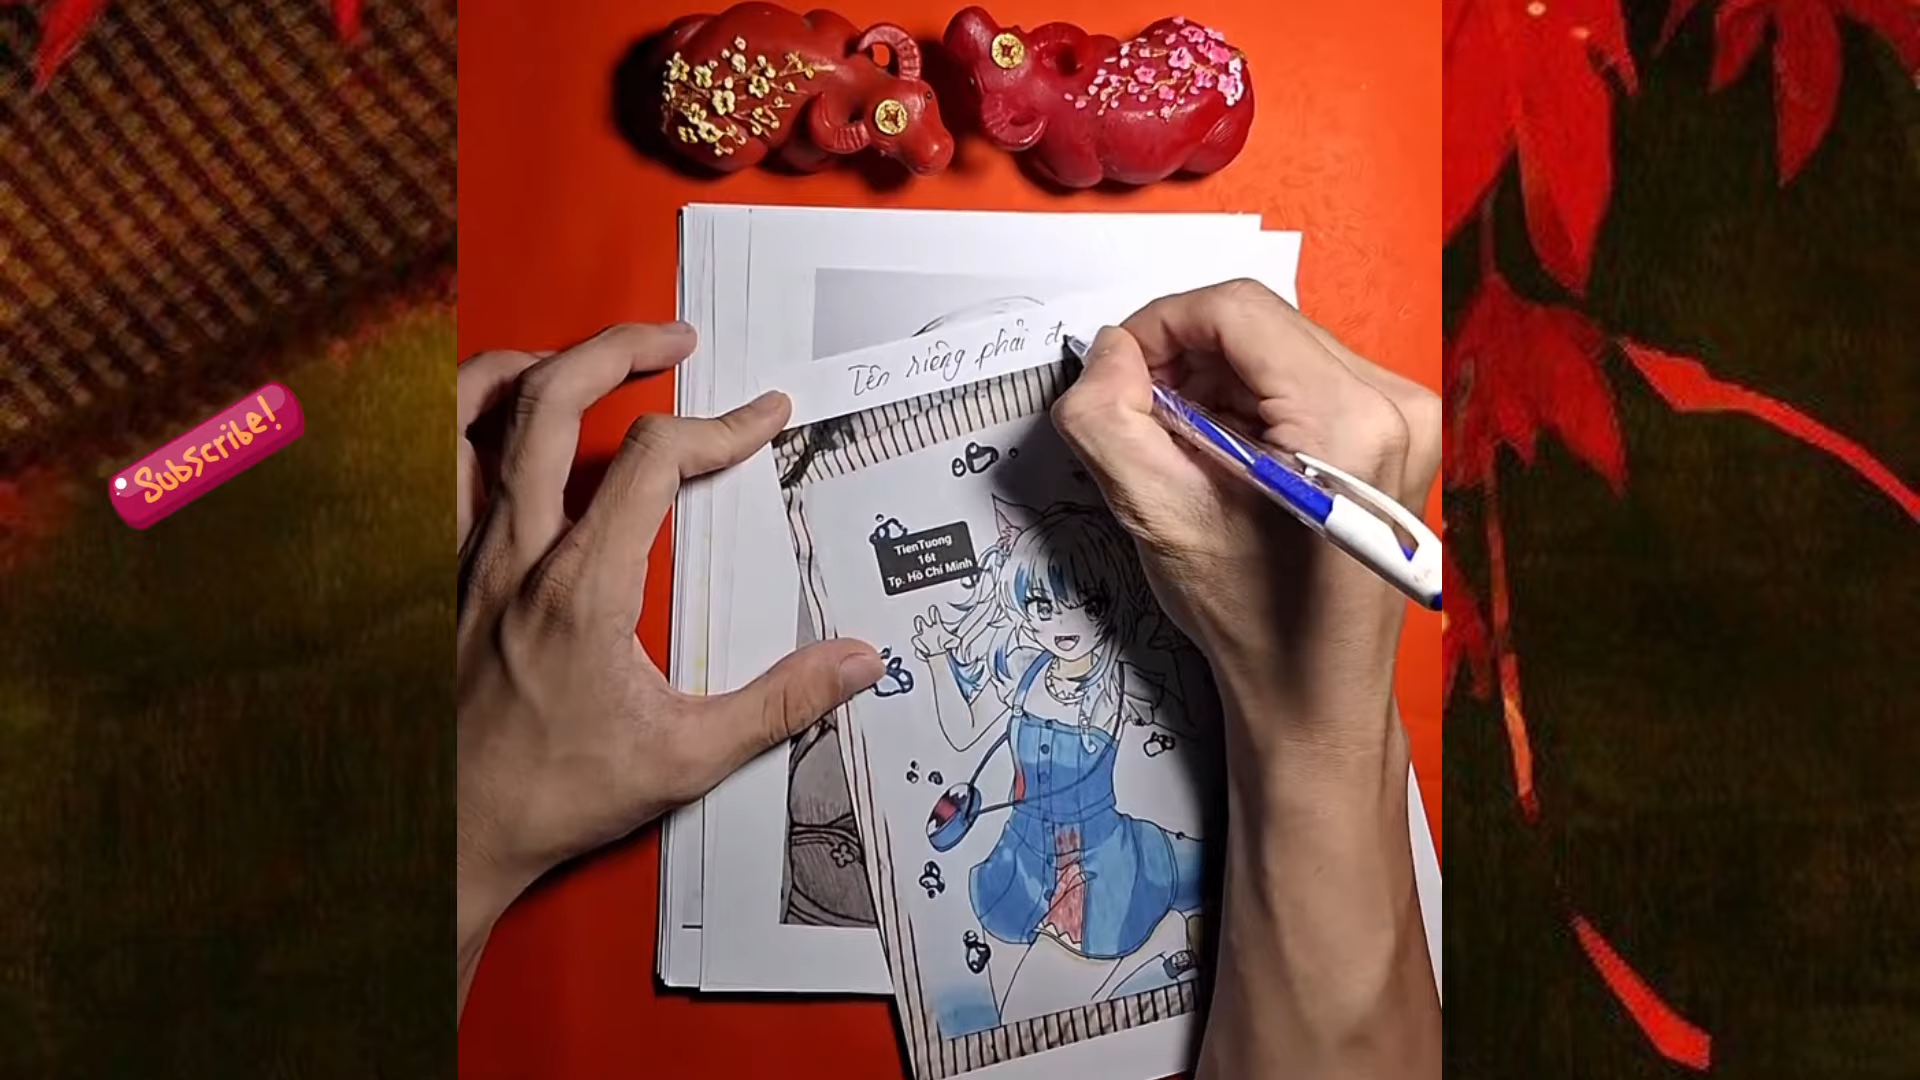 Subscribe!
Tên riêng phải đ
TienTuong
16t
Tp. Hồ Chí Minh